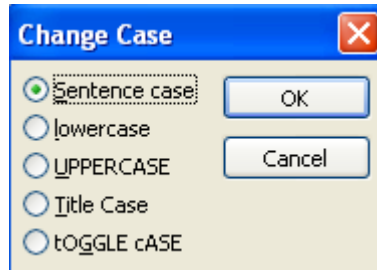 Change Case
Sentence case
OK
lowercase
UPPERCASE
Cancel
Title Case
tOGGLE cASE